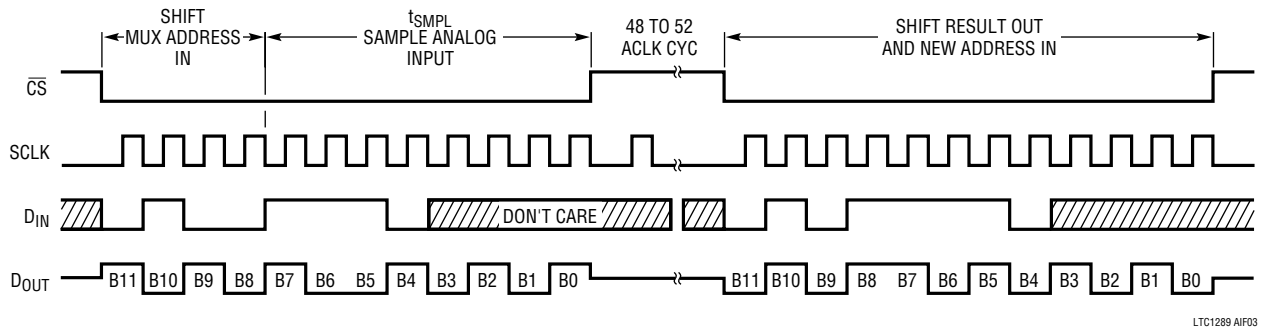 SHIFT
MUX ADDRESS
IN
tSMPL
SAMPLE ANALOG
INPUT
48 TO 52
ACLK CYC
SHIFT RESULT OUT
AND NEW ADDRESS IN
CS
SCLK
DIN
DON'T CARE
DOUT
B11 B10 B9 B8 B7 B6 B5 B4 B3 B2 B1 B0
B11 B10 B9 B8 B7 B6 B5 B4 B3 B2 B1 B0
LTC1289 AIF03